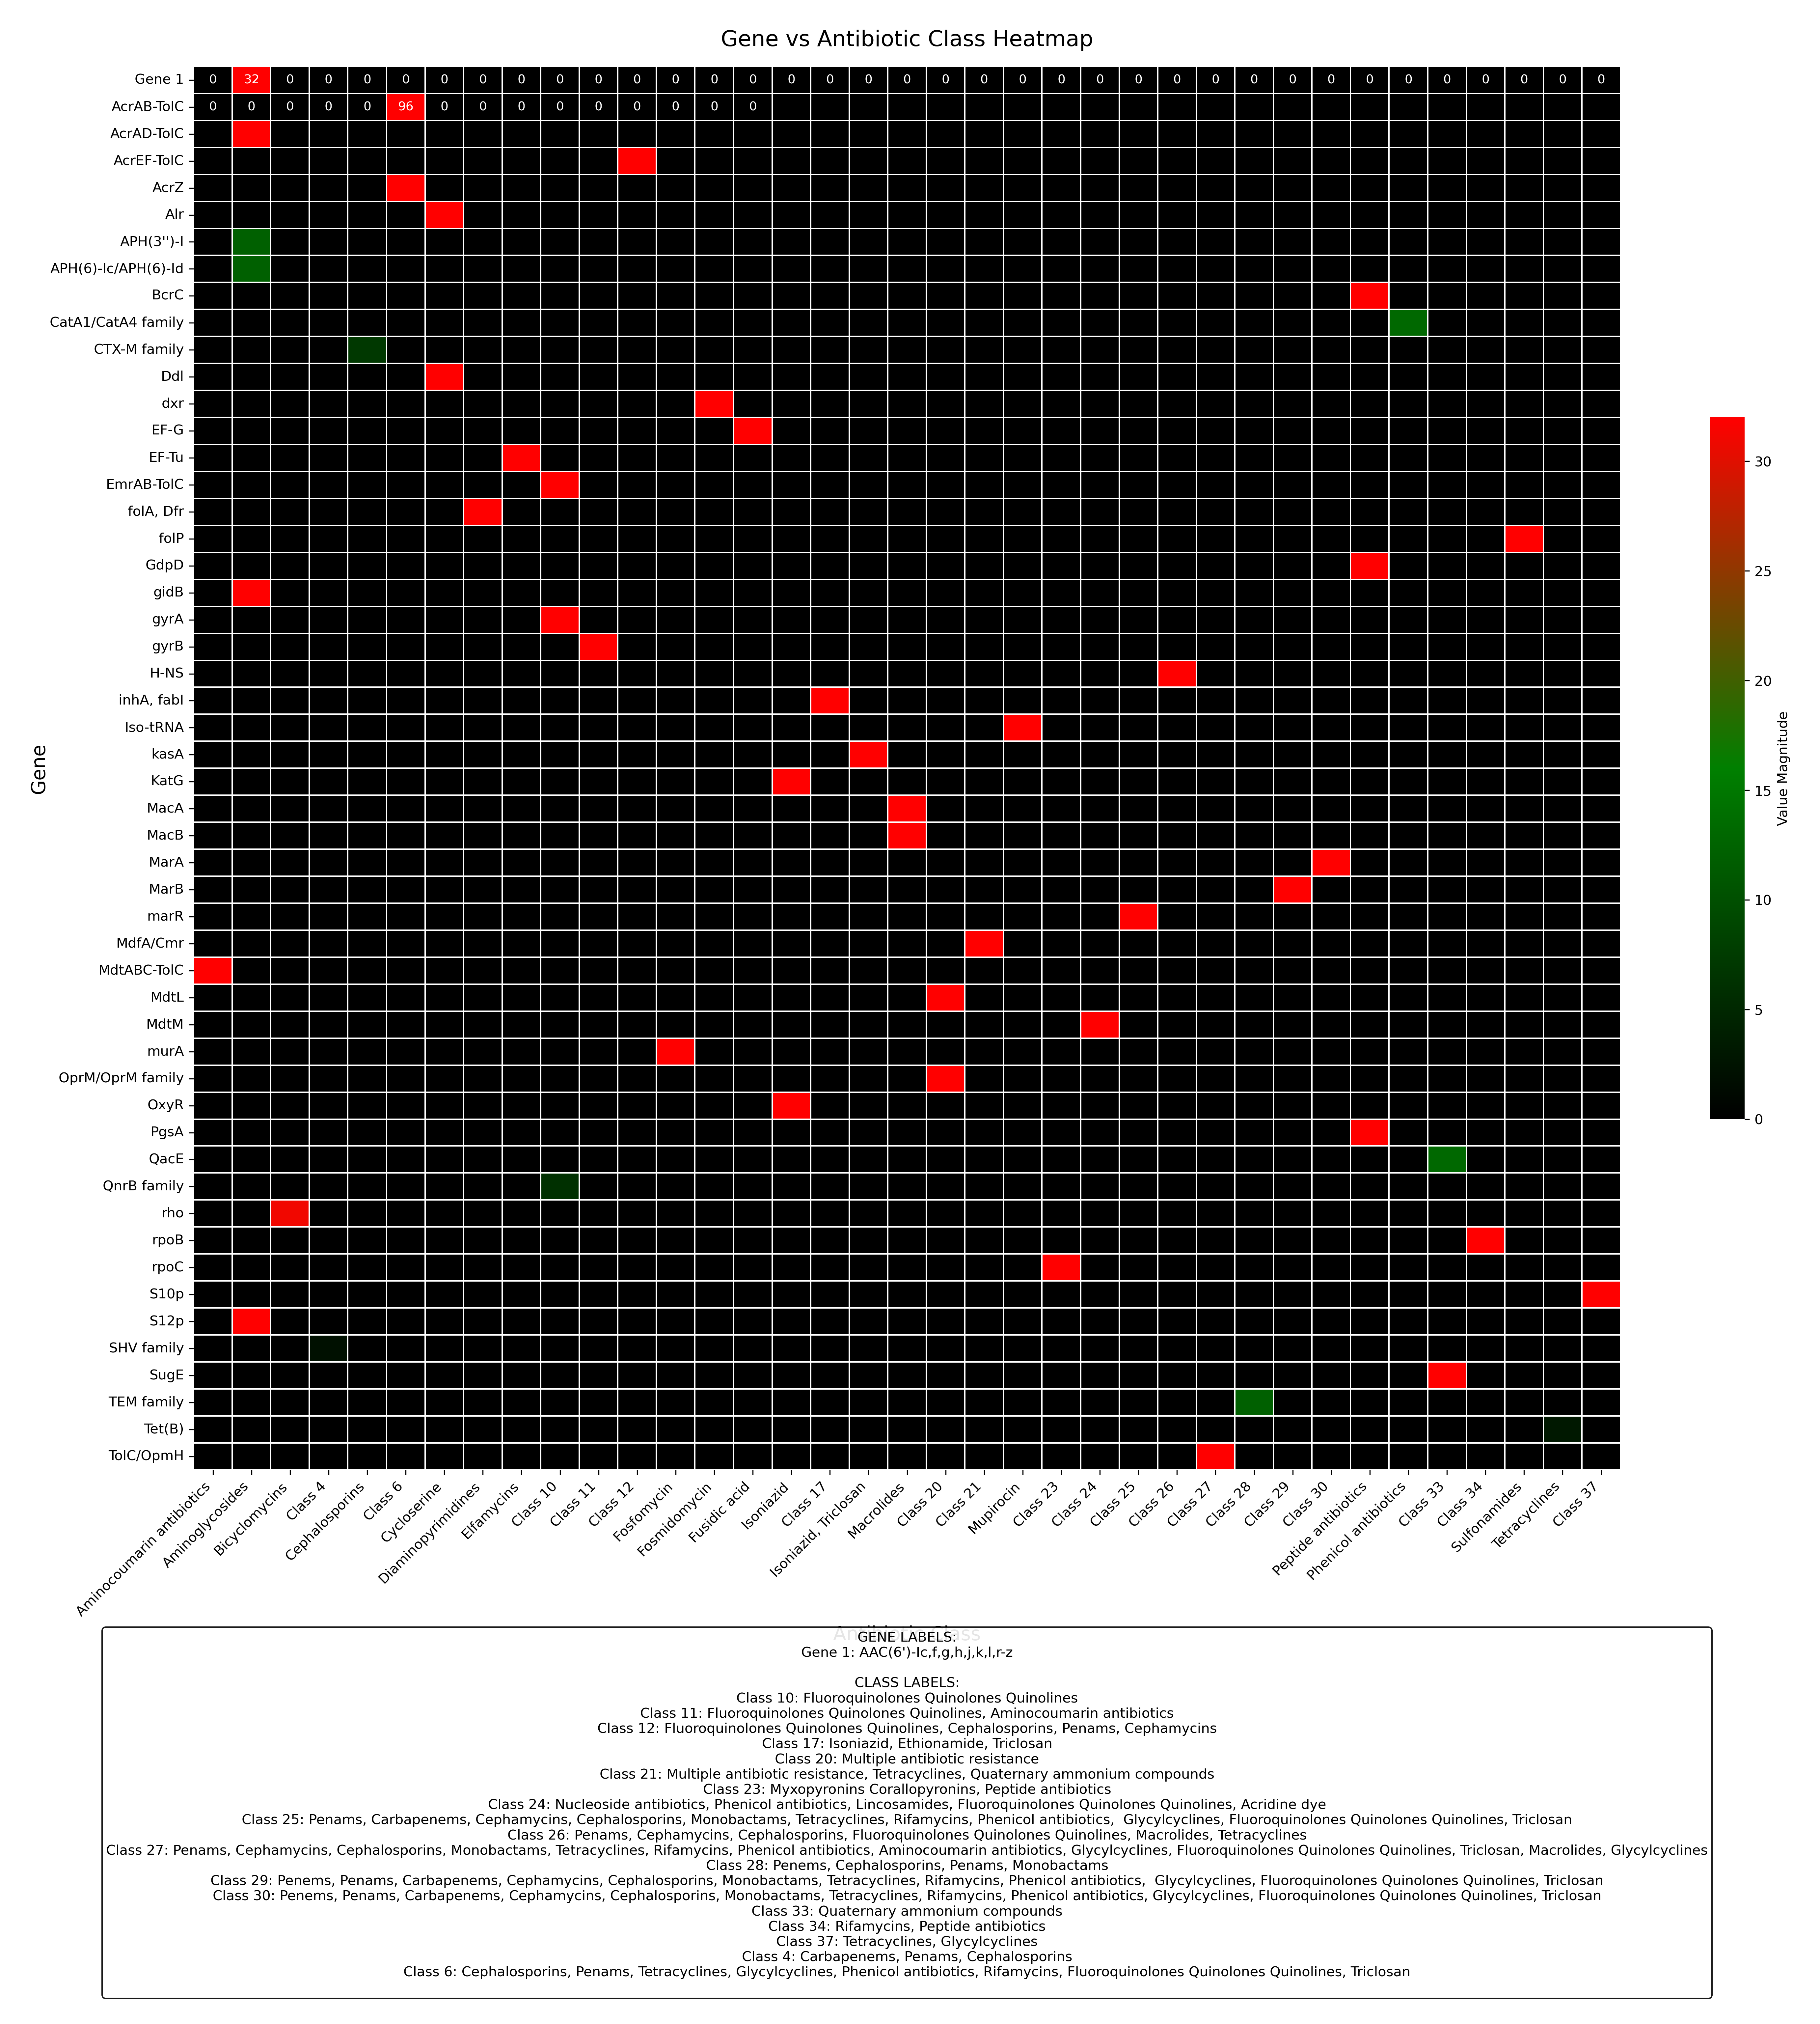 Gene vs Antibiotic Class Heatmap
Gene 1 0 32 0 0 0 0 0 0 0 0 0 0 0 0 0 0 0 0 0 0 0 0 0 0 0 0 0 0 0 0 0 0 0 0 0 0 0
AcrAB-TolC 0 0 0 0 0 96 0 0 0 0 0 0 0 0 0
AcrAD-TolC
AcrEF-TolC
AcrZ
Alr
APH(3'')-I
APH(6)-Ic/APH(6)-Id
BcrC
CatA1/CatA4 family
CTX-M family
Ddl
dxr
EF-G
EF-Tu
EmrAB-TolC
folA, Dfr
folP
GdpD
gidB
gyrA
gyrB
H-NS
inhA, fabI
Iso-tRNA
kasA
KatG
MacA
MacB
MarA
MarB
marR
MdfA/Cmr
MdtABC-TolC
MdtL
MdtM
murA
OprM/OprM family
OxyR
PgsA
QacE
QnrB family
rho
rpoB
rpoC
S10p
S12p
SHV family
SugE
TEM family
Tet(B)
TolC/OpmH
Gene
30
25
20
15
10
5
0
Value Magnitude
Aminocoumarin antibiotics
Aminoglycosides
Bicyclomycins
Class 4
Cephalosporins
Class 6
Cycloserine
Diaminopyrimidines
Elfamycins
Class 10
Class 11
Class 12
Fosfomycin
Fosmidomycin
Fusidic acid
Isoniazid
Class 17
Isoniazid, Triclosan
Macrolides
Class 20
Class 21
Mupirocin
Class 23
Class 24
Class 25
Class 26
Class 27
Class 28
Class 29
Class 30
Peptide antibiotics
Phenicol antibiotics
Class 33
Class 34
Sulfonamides
Tetracyclines
Class 37
Antibiotic Class
GENE LABELS:
Gene 1: AAC(6')-Ic,f,g,h,j,k,l,r-z
CLASS LABELS:
Class 10: Fluoroquinolones Quinolones Quinolines
Class 11: Fluoroquinolones Quinolones Quinolines, Aminocoumarin antibiotics
Class 12: Fluoroquinolones Quinolones Quinolines, Cephalosporins, Penams, Cephamycins
Class 17: Isoniazid, Ethionamide, Triclosan
Class 20: Multiple antibiotic resistance
Class 21: Multiple antibiotic resistance, Tetracyclines, Quaternary ammonium compounds
Class 23: Myxopyronins Corallopyronins, Peptide antibiotics
Class 24: Nucleoside antibiotics, Phenicol antibiotics, Lincosamides, Fluoroquinolones Quinolones Quinolines, Acridine dye
Class 25: Penams, Carbapenems, Cephamycins, Cephalosporins, Monobactams, Tetracyclines, Rifamycins, Phenicol antibiotics,  Glycylcyclines, Fluoroquinolones Quinolones Quinolines, Triclosan
Class 26: Penams, Cephamycins, Cephalosporins, Fluoroquinolones Quinolones Quinolines, Macrolides, Tetracyclines
Class 27: Penams, Cephamycins, Cephalosporins, Monobactams, Tetracyclines, Rifamycins, Phenicol antibiotics, Aminocoumarin antibiotics, Glycylcyclines, Fluoroquinolones Quinolones Quinolines, Triclosan, Macrolides, Glycylcyclines
Class 28: Penems, Cephalosporins, Penams, Monobactams
Class 29: Penems, Penams, Carbapenems, Cephamycins, Cephalosporins, Monobactams, Tetracyclines, Rifamycins, Phenicol antibiotics,  Glycylcyclines, Fluoroquinolones Quinolones Quinolines, Triclosan
Class 30: Penems, Penams, Carbapenems, Cephamycins, Cephalosporins, Monobactams, Tetracyclines, Rifamycins, Phenicol antibiotics, Glycylcyclines, Fluoroquinolones Quinolones Quinolines, Triclosan
Class 33: Quaternary ammonium compounds
Class 34: Rifamycins, Peptide antibiotics
Class 37: Tetracyclines, Glycylcyclines
Class 4: Carbapenems, Penams, Cephalosporins
Class 6: Cephalosporins, Penams, Tetracyclines, Glycylcyclines, Phenicol antibiotics, Rifamycins, Fluoroquinolones Quinolones Quinolines, Triclosan